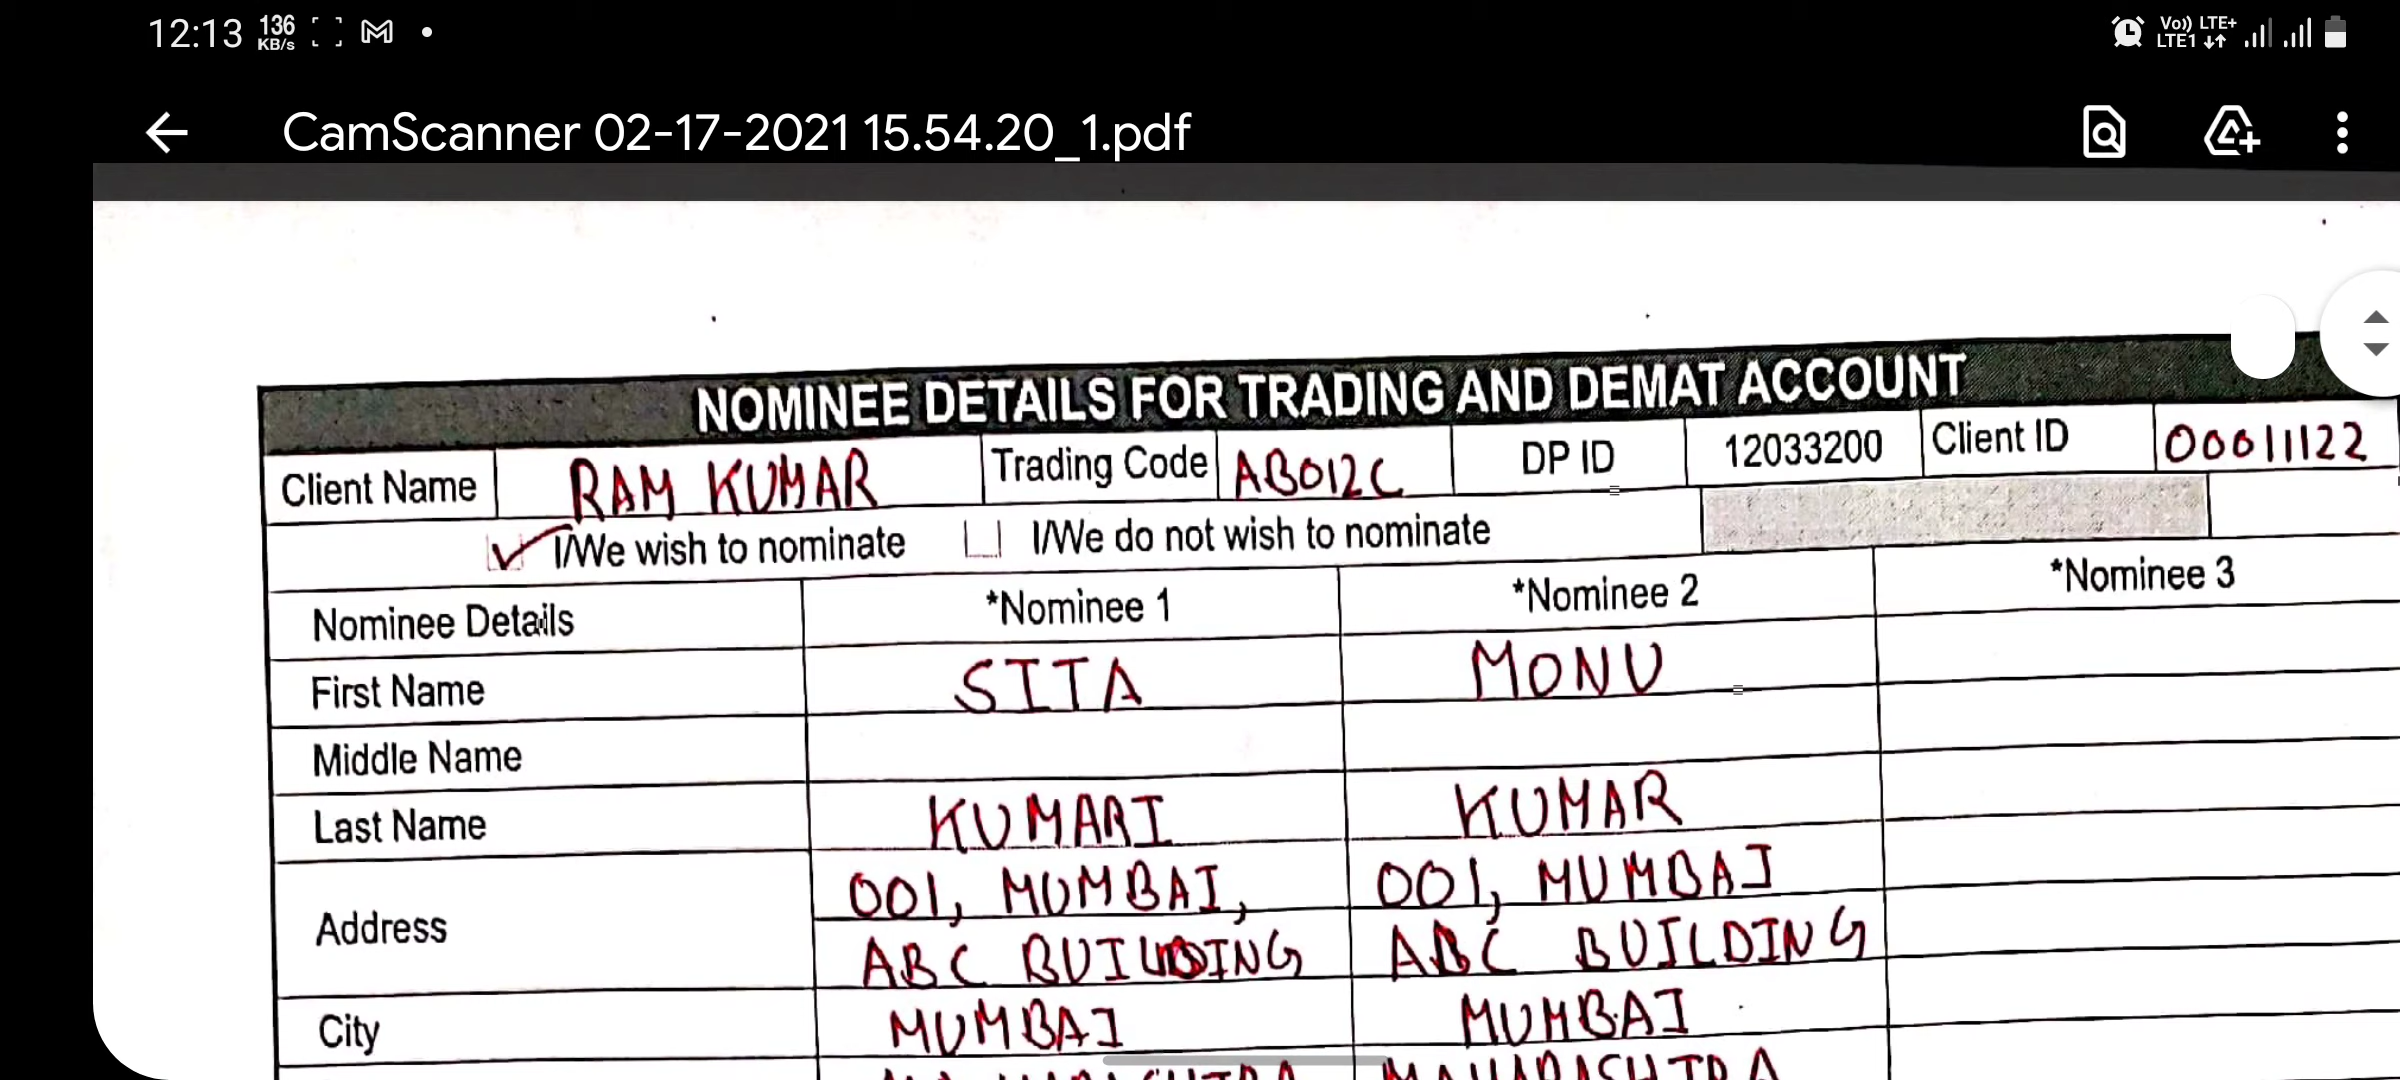 12:13 136 KB/s
Vo)) LTE+ LTE1
CamScanner 02-17-2021 15.54.20_1.pdf
NOMINEE DETAILS FOR TRADING AND DEMAT ACCOUNT
Client Name RAM KUMAR Trading Code AB012C DP ID 12033200 Client ID 00011122
I/We wish to nominate I/We do not wish to nominate
Nominee Details *Nominee 1 *Nominee 2 *Nominee 3
First Name SITA MONU
Middle Name
Last Name KUMARI KUMAR
Address 001, MUMBAI, 001, MUMBAI
ABC BUILDING ABC BUILDING
City MUMBAI MUMBAI
MAHARASHTRA MAHARASHTRA